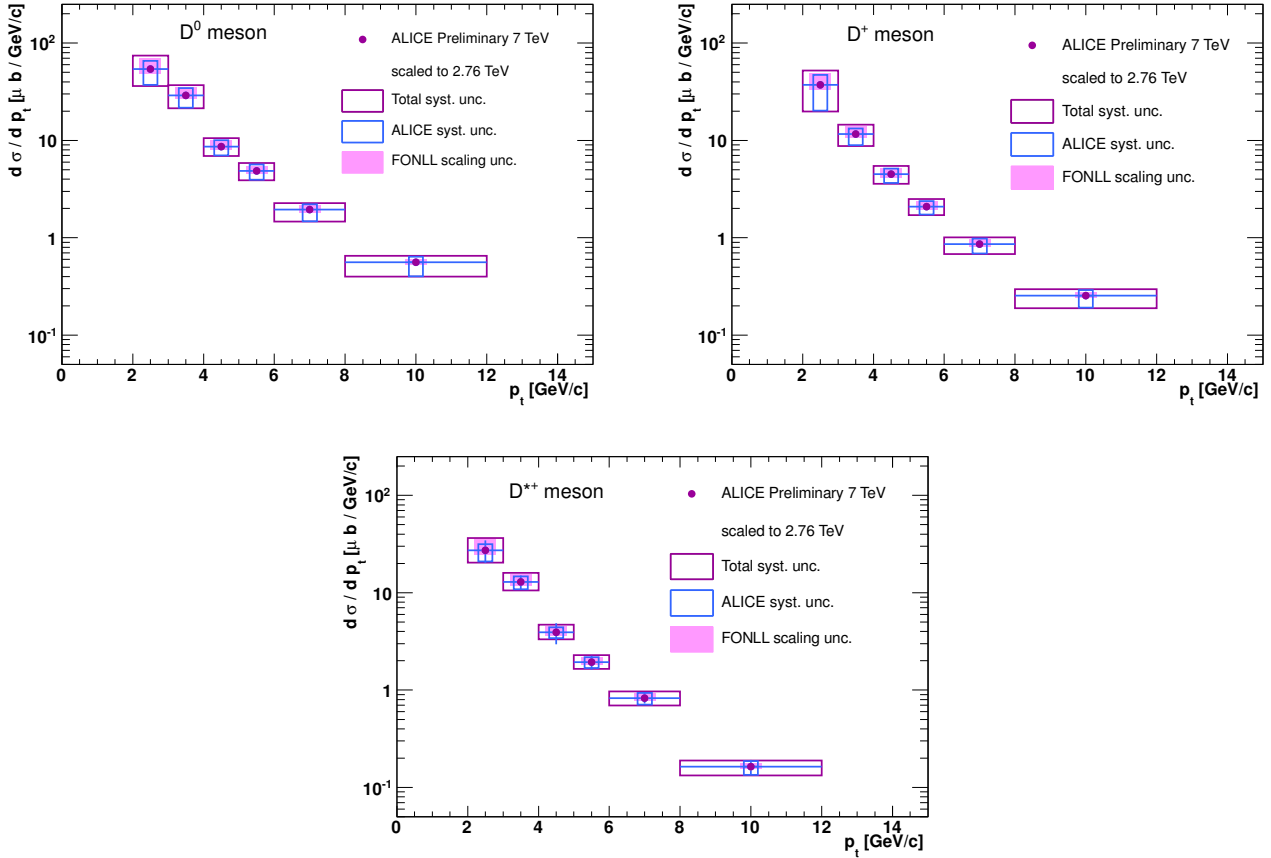 D⁰ meson
ALICE Preliminary 7 TeV
scaled to 2.76 TeV
Total syst. unc.
ALICE syst. unc.
FONLL scaling unc.
d σ / d p_t [μ b / GeV/c]
10²
10
1
10⁻¹
0 2 4 6 8 10 12 14
p_t [GeV/c]
D⁺ meson
ALICE Preliminary 7 TeV
scaled to 2.76 TeV
Total syst. unc.
ALICE syst. unc.
FONLL scaling unc.
d σ / d p_t [μ b / GeV/c]
10²
10
1
10⁻¹
0 2 4 6 8 10 12 14
p_t [GeV/c]
D*⁺ meson
ALICE Preliminary 7 TeV
scaled to 2.76 TeV
Total syst. unc.
ALICE syst. unc.
FONLL scaling unc.
d σ / d p_t [μ b / GeV/c]
10²
10
1
10⁻¹
0 2 4 6 8 10 12 14
p_t [GeV/c]